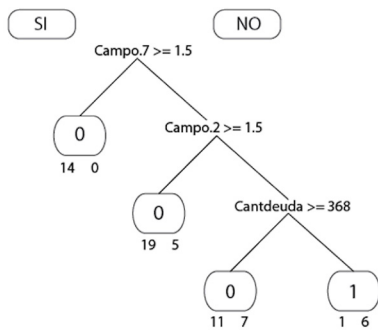 SI NO
Campo.7 >= 1.5
0
14 0
Campo.2 >= 1.5
0
19 5
Cantdeuda >= 368
0 1
11 7 1 6